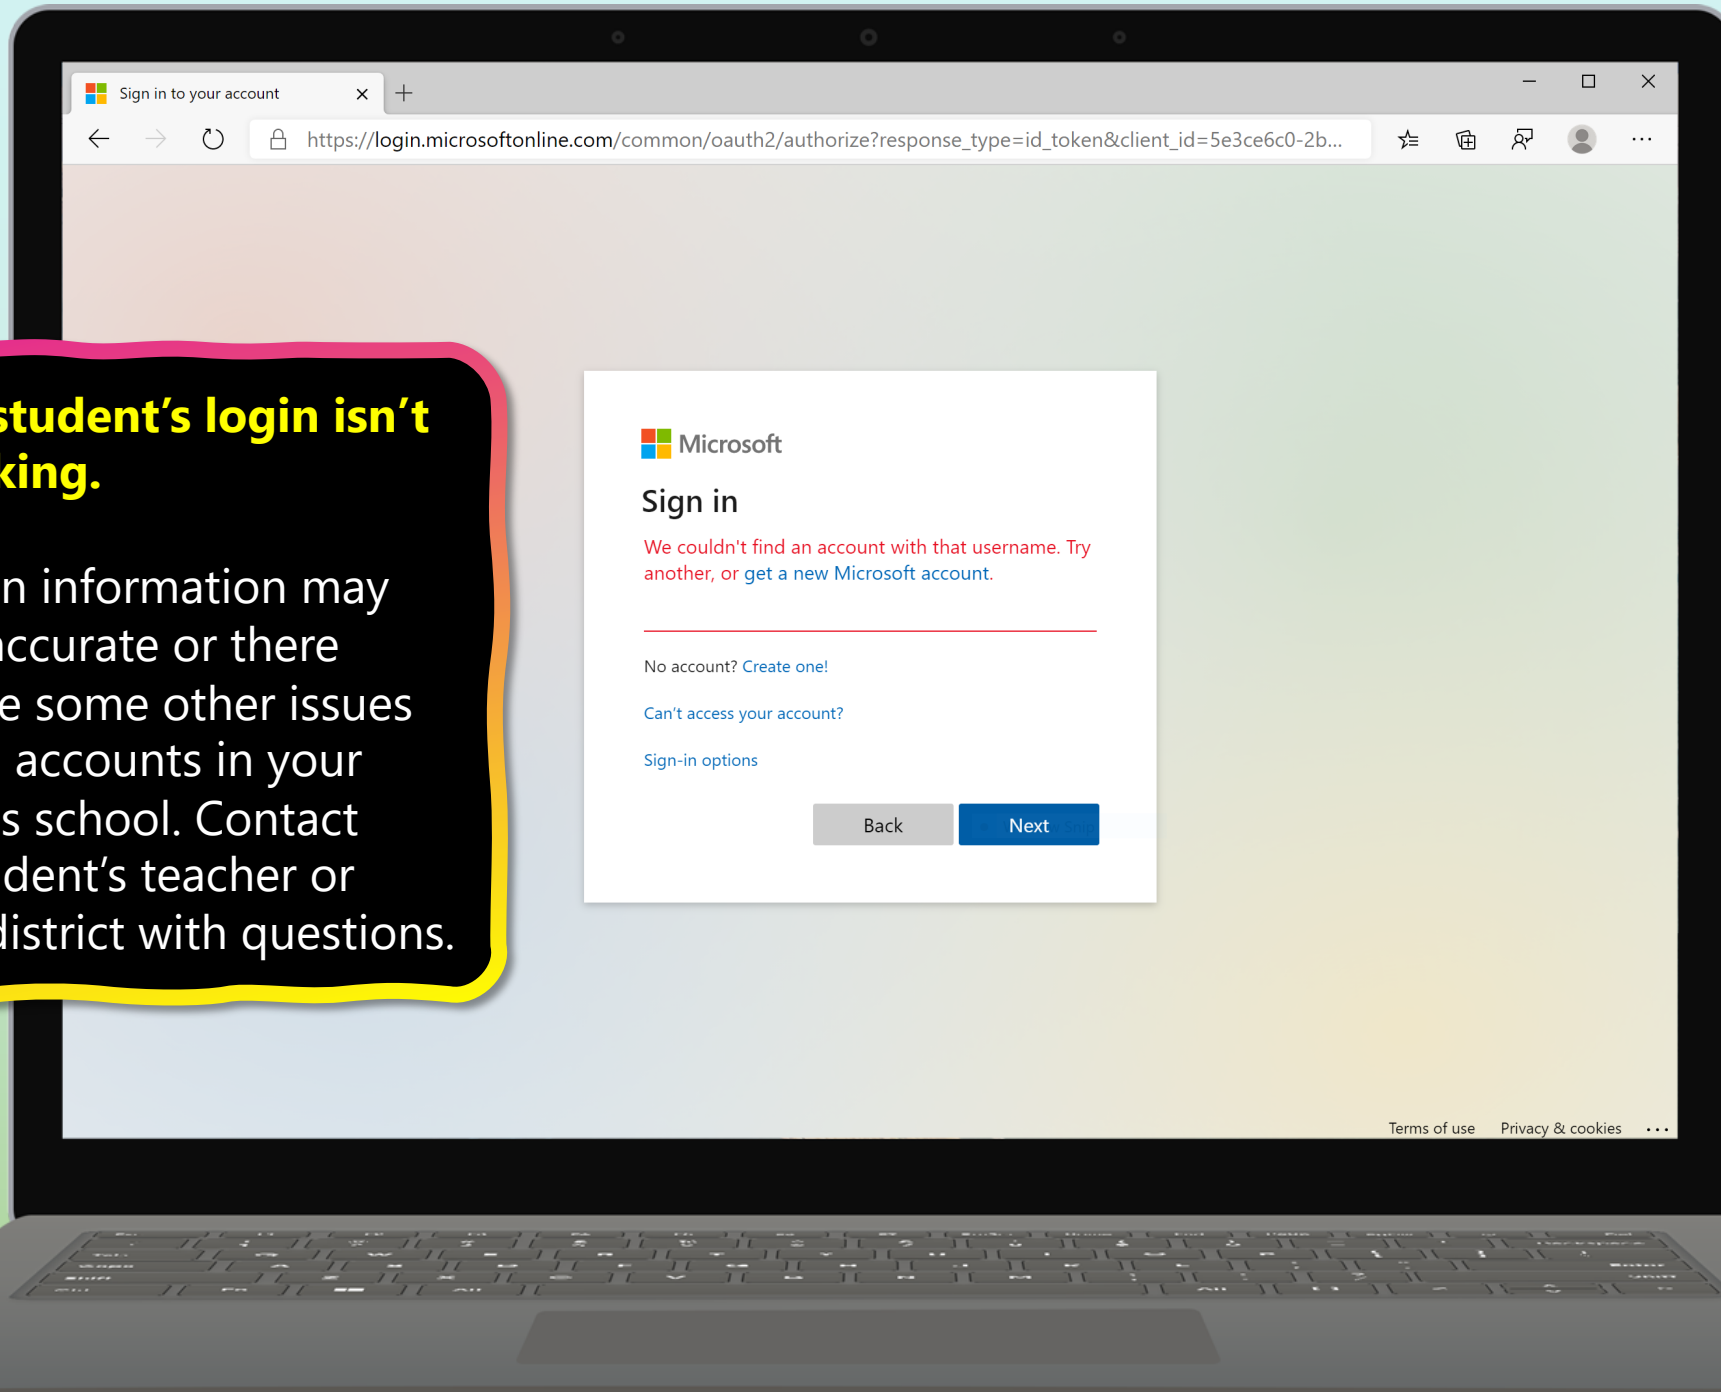 Sign in to your account
https://login.microsoftonline.com/common/oauth2/authorize?response_type=id_token&client_id=5e3ce6c0-2b...
student’s login isn’t
king.
n information may
accurate or there
e some other issues
accounts in your
s school. Contact
dent’s teacher or
district with questions.
Microsoft
Sign in
We couldn't find an account with that username. Try
another, or get a new Microsoft account.
No account? Create one!
Can’t access your account?
Sign-in options
Back Next
Terms of use Privacy & cookies ...